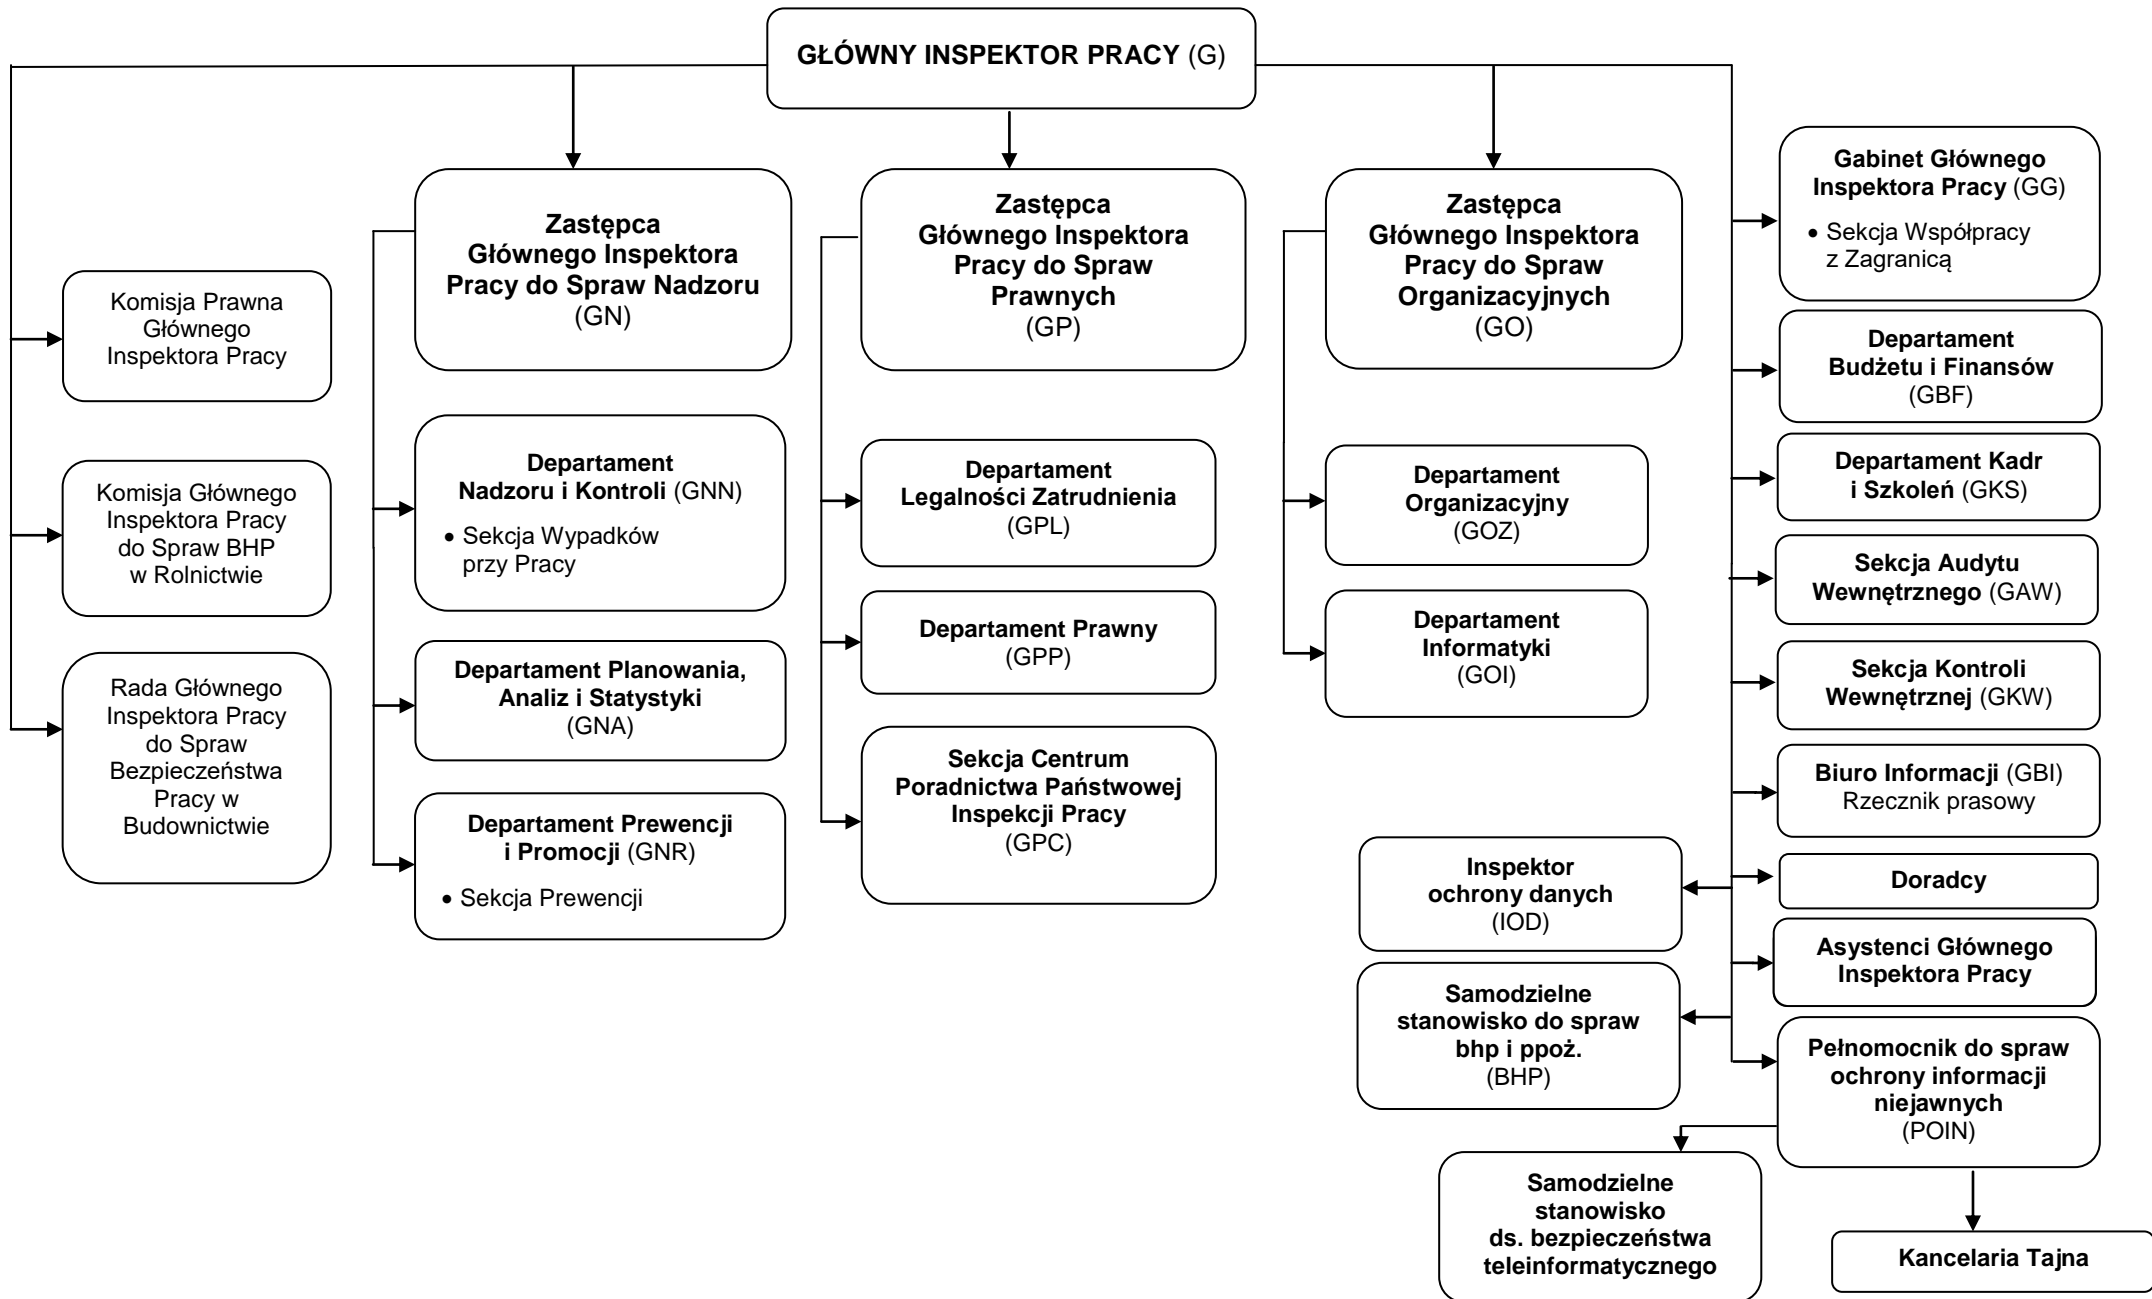 GŁÓWNY INSPEKTOR PRACY (G)
Komisja Prawna
Głównego
Inspektora Pracy
Komisja Głównego
Inspektora Pracy
do Spraw BHP
w Rolnictwie
Rada Głównego
Inspektora Pracy
do Spraw
Bezpieczeństwa
Pracy w
Budownictwie
Zastępca
Głównego Inspektora
Pracy do Spraw Nadzoru
(GN)
Departament
Nadzoru i Kontroli (GNN)
• Sekcja Wypadków
przy Pracy
Departament Planowania,
Analiz i Statystyki
(GNA)
Departament Prewencji
i Promocji (GNR)
• Sekcja Prewencji
Zastępca
Głównego Inspektora
Pracy do Spraw
Prawnych
(GP)
Departament
Legalności Zatrudnienia
(GPL)
Departament Prawny
(GPP)
Sekcja Centrum
Poradnictwa Państwowej
Inspekcji Pracy
(GPC)
Zastępca
Głównego Inspektora
Pracy do Spraw
Organizacyjnych
(GO)
Departament
Organizacyjny
(GOZ)
Departament
Informatyki
(GOI)
Gabinet Głównego
Inspektora Pracy (GG)
• Sekcja Współpracy
z Zagranicą
Departament
Budżetu i Finansów
(GBF)
Departament Kadr
i Szkoleń (GKS)
Sekcja Audytu
Wewnętrznego (GAW)
Sekcja Kontroli
Wewnętrznej (GKW)
Biuro Informacji (GBI)
Rzecznik prasowy
Doradcy
Inspektor
ochrony danych
(IOD)
Asystenci Głównego
Inspektora Pracy
Samodzielne
stanowisko do spraw
bhp i ppoż.
(BHP)
Pełnomocnik do spraw
ochrony informacji
niejawnych
(POIN)
Samodzielne
stanowisko
ds. bezpieczeństwa
teleinformatycznego
Kancelaria Tajna